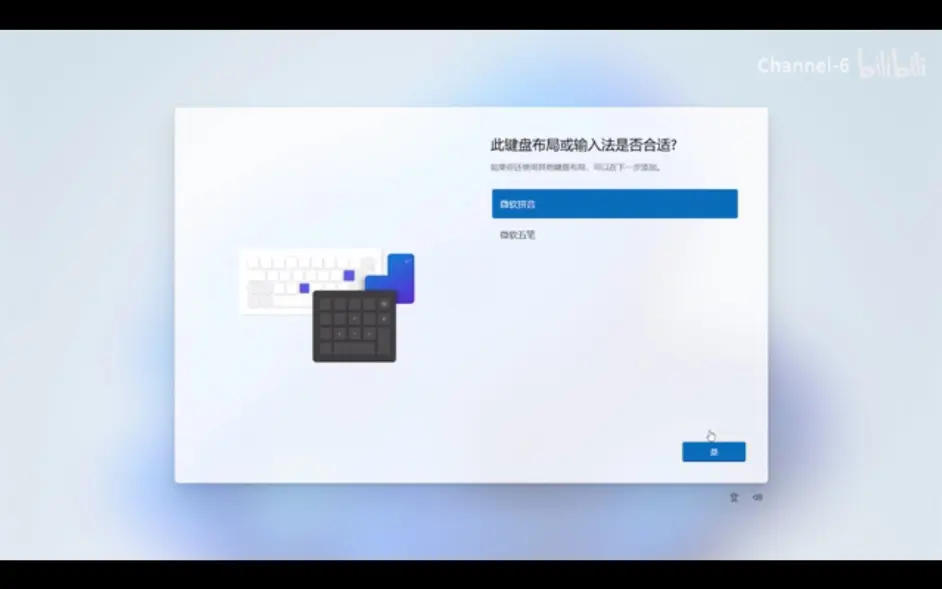 Channel-6 bilibili
此键盘布局或输入法是否合适?
如果你还使用其他键盘布局，可以在下一步添加。
微软拼音
微软五笔
是